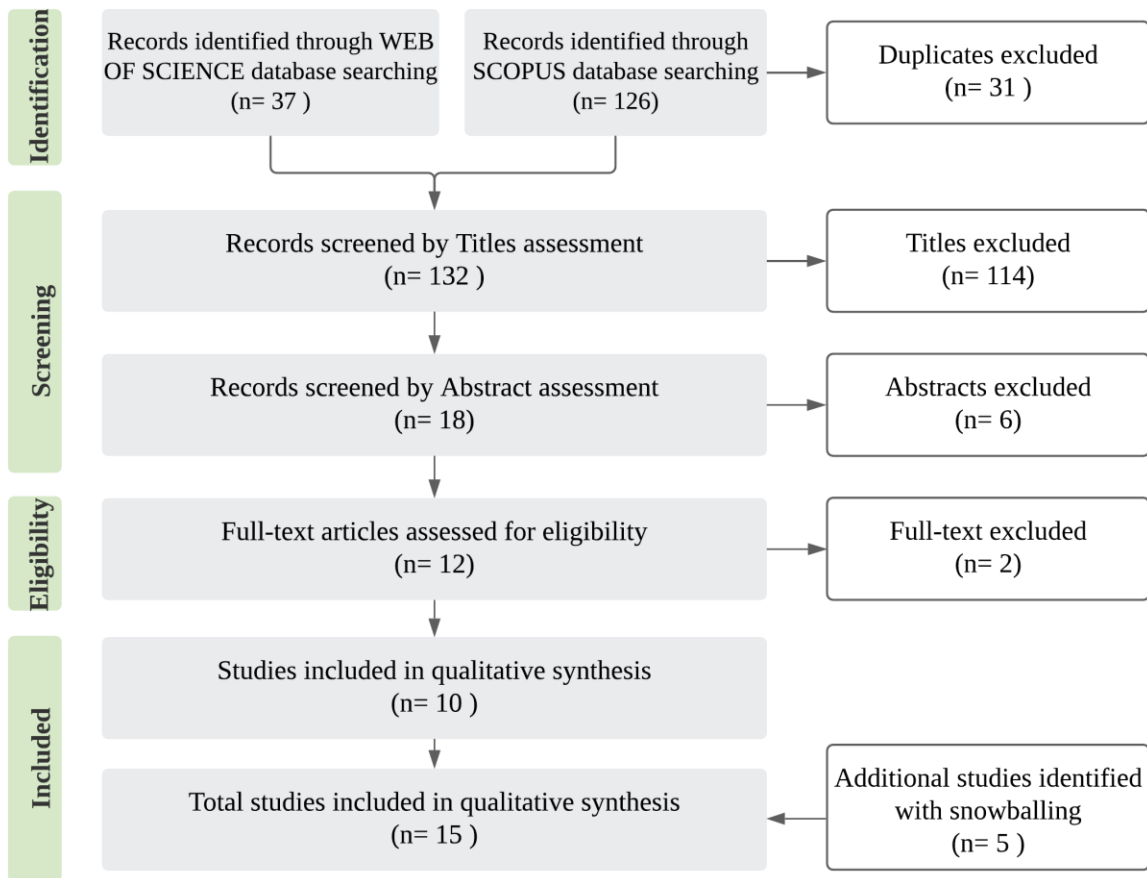 Identification
Records identified through WEB
OF SCIENCE database searching
(n= 37 )
Records identified through
SCOPUS database searching
(n= 126)
Duplicates excluded
(n= 31 )
Screening
Records screened by Titles assessment
(n= 132 )
Titles excluded
(n= 114)
Records screened by Abstract assessment
(n= 18)
Abstracts excluded
(n= 6)
Eligibility
Full-text articles assessed for eligibility
(n= 12)
Full-text excluded
(n= 2)
Included
Studies included in qualitative synthesis
(n= 10 )
Total studies included in qualitative synthesis
(n= 15 )
Additional studies identified
with snowballing
(n= 5 )